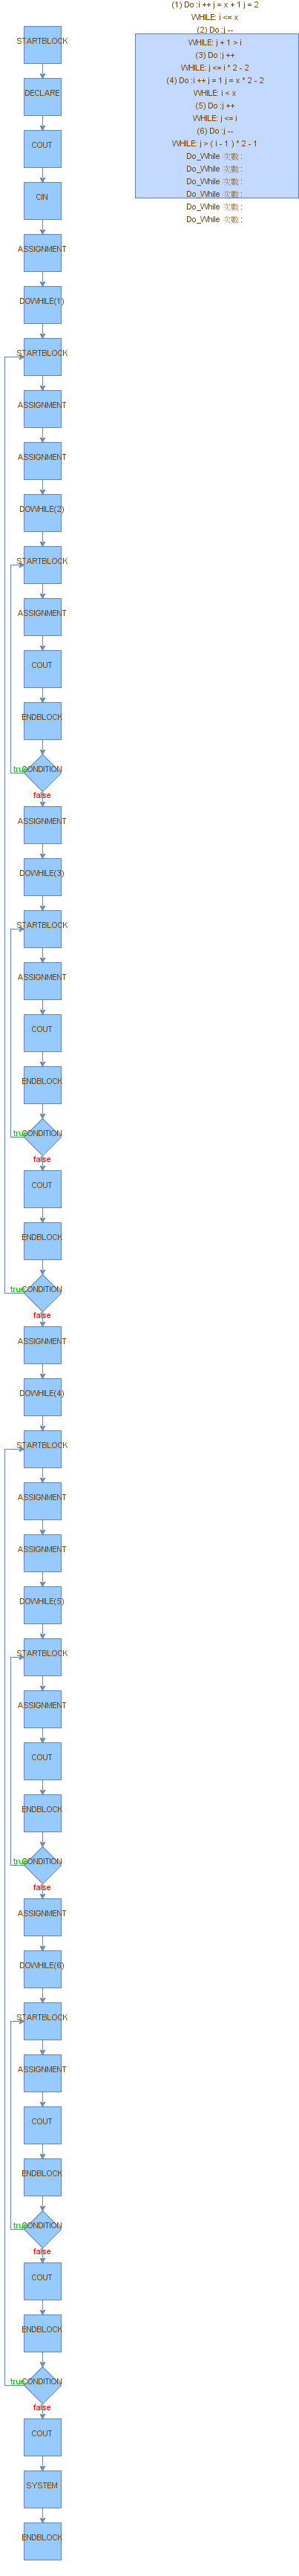 STARTBLOCK
DECLARE
COUT
CIN
ASSIGNMENT
DOWHILE(1)
STARTBLOCK
ASSIGNMENT
ASSIGNMENT
DOWHILE(2)
STARTBLOCK
ASSIGNMENT
COUT
ENDBLOCK
true CONDITION
false
ASSIGNMENT
DOWHILE(3)
STARTBLOCK
ASSIGNMENT
COUT
ENDBLOCK
true CONDITION
false
COUT
ENDBLOCK
true CONDITION
false
ASSIGNMENT
DOWHILE(4)
STARTBLOCK
ASSIGNMENT
ASSIGNMENT
DOWHILE(5)
STARTBLOCK
ASSIGNMENT
COUT
ENDBLOCK
true CONDITION
false
ASSIGNMENT
DOWHILE(6)
STARTBLOCK
ASSIGNMENT
COUT
ENDBLOCK
true CONDITION
false
COUT
ENDBLOCK
true CONDITION
false
COUT
SYSTEM
ENDBLOCK
(1) Do :i ++ j = x + 1 j = 2
WHILE: i <= x
(2) Do :j --
WHILE: j + 1 > i
(3) Do :j ++
WHILE: j <= i * 2 - 2
(4) Do :i ++ j = 1 j = x * 2 - 2
WHILE: i < x
(5) Do :j ++
WHILE: j <= i
(6) Do :j --
WHILE: j > ( i - 1 ) * 2 - 1
Do_While 次數 :
Do_While 次數 :
Do_While 次數 :
Do_While 次數 :
Do_While 次數 :
Do_While 次數 :